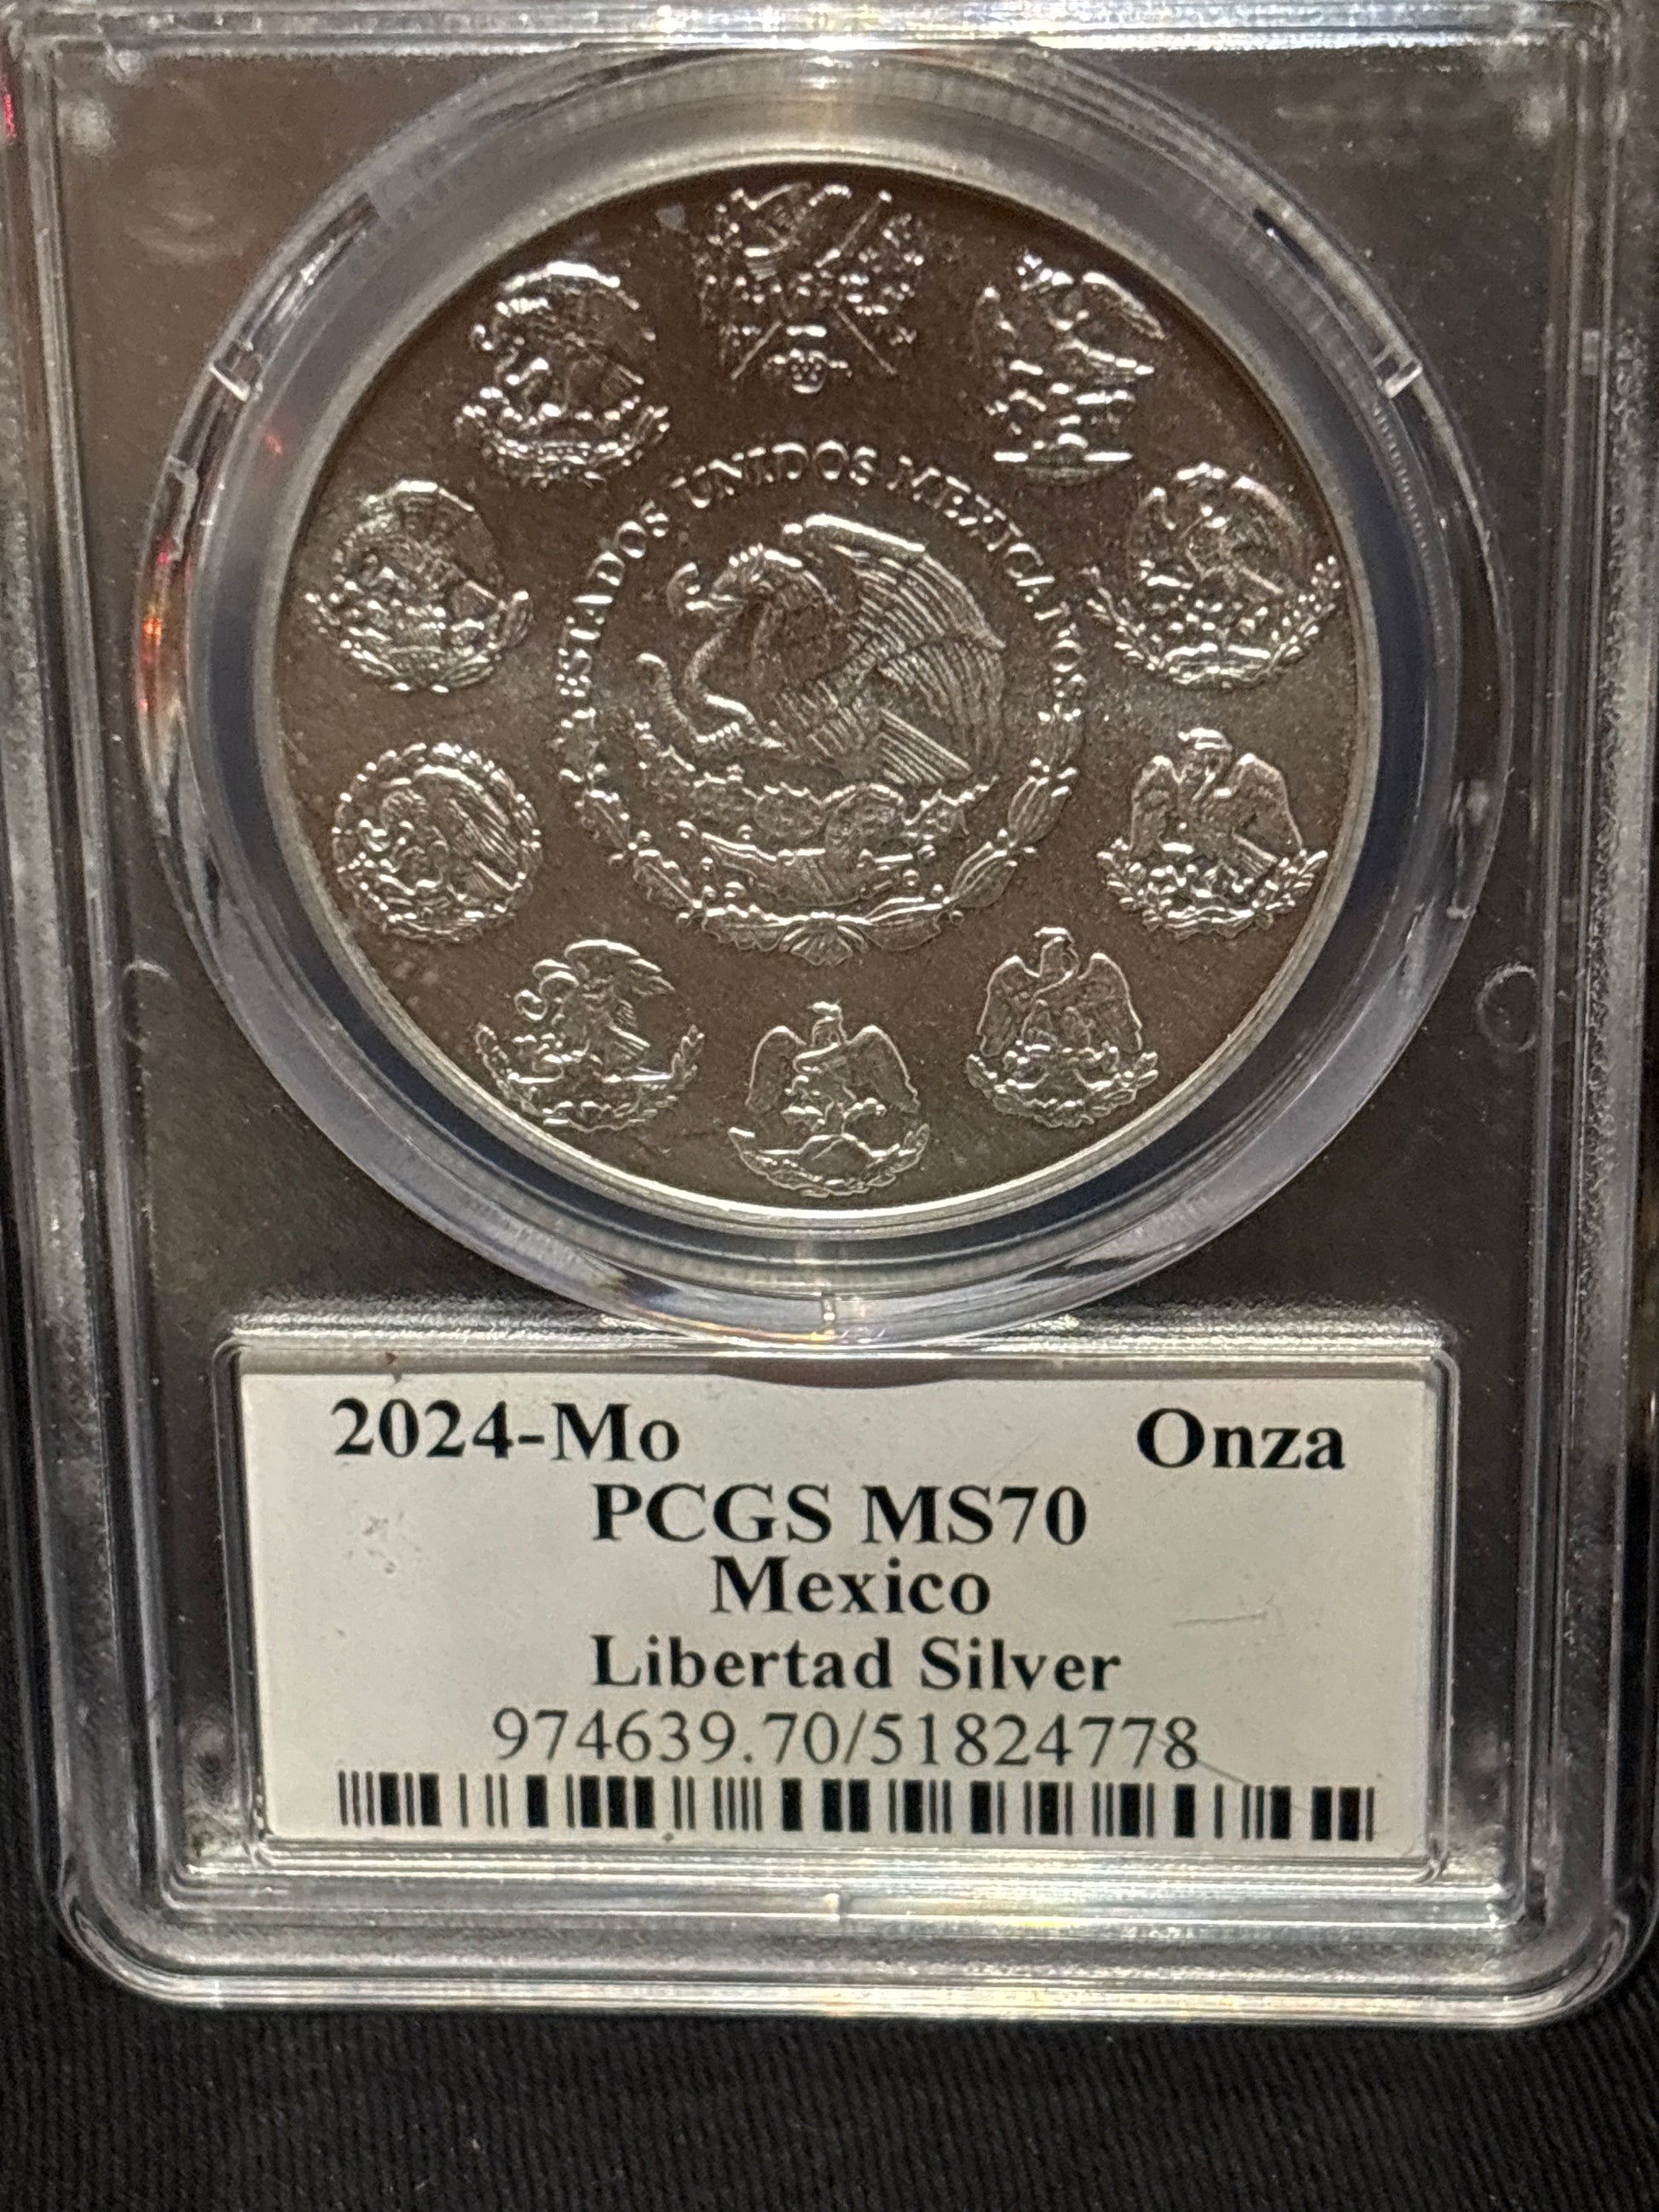 ESTADOS UNIDOS MEXICANOS
2024-Mo Onza
PCGS MS70
Mexico
Libertad Silver
974639.70/51824778